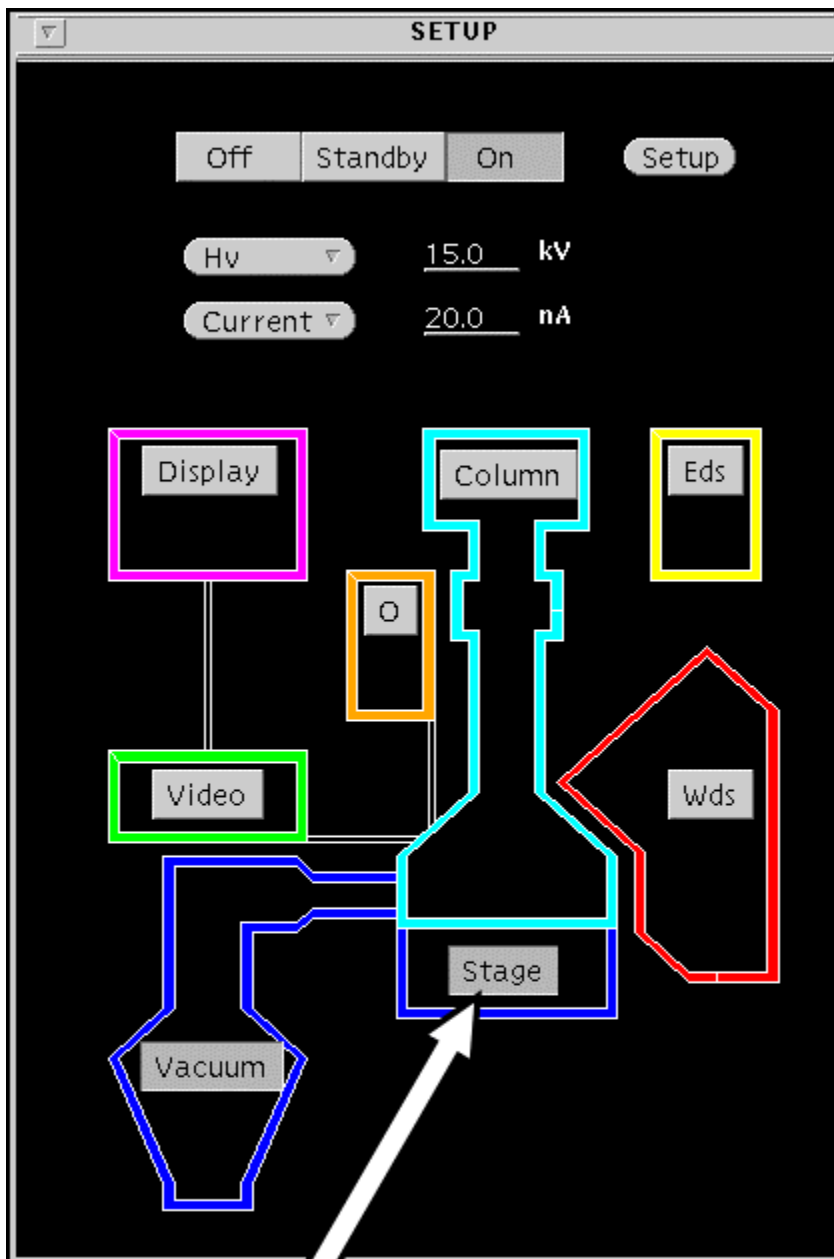 SETUP
Off Standby On Setup
Hv 15.0 kV
Current 20.0 nA
Display Column Eds
O
Video Wds
Stage
Vacuum